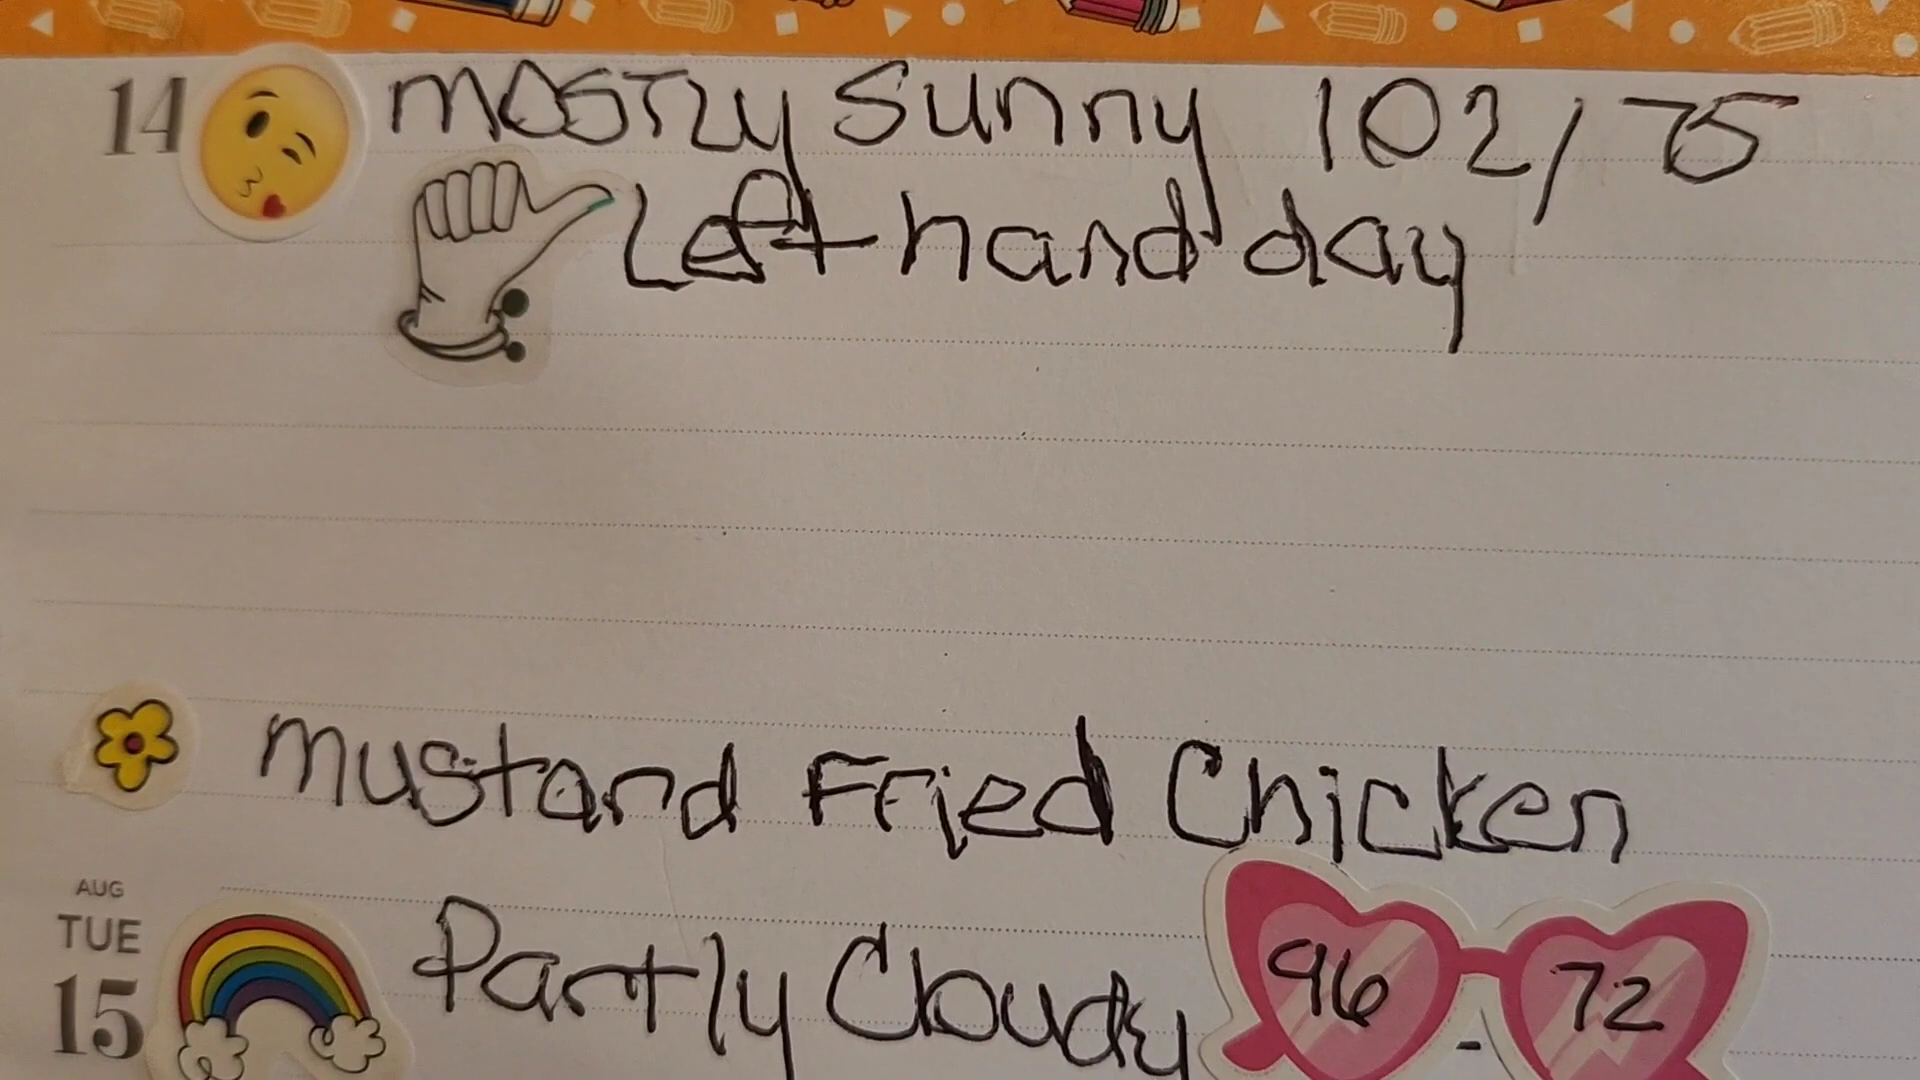 14 mostly sunny 102/75
Left hand day
mustard Fried Chicken
AUG
TUE
15 Partly Cloudy 96 - 72